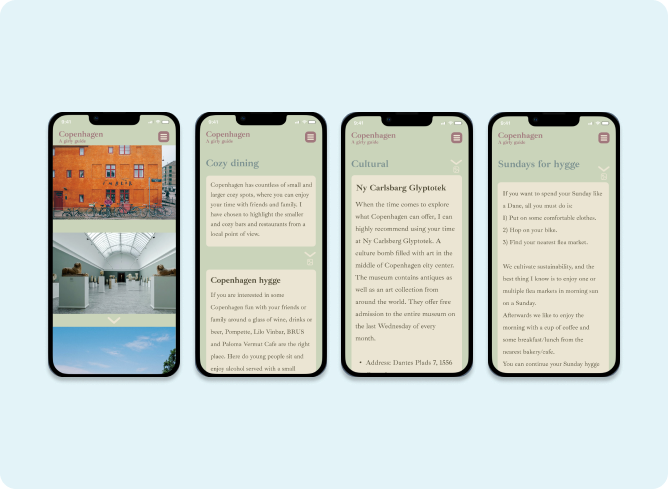 Copenhagen
A girly guide
Copenhagen
A girly guide
Cozy dining
Copenhagen has countless of small and
larger cozy spots, where you can enjoy
your time with friends and family. I
have chosen to highlight the smaller
and cozy bars and restaurants from a
local point of view.
Copenhagen hygge
If you are interested in some
Copenhagen fun with your friends or
family around a glass of wine, drinks or
beer, Pompette, Lilo Vinbar, BRUS
and Paloma Vermut Cafe are the right
place. Here do young people sit and
enjoy alcohol served with a small
Copenhagen
A girly guide
Cultural
Ny Carlsbarg Glyptotek
When the time comes to explore
what Copenhagen can offer, I can
highly recommend using your time
at Ny Carlsbarg Glyptotek. A
culture bomb filled with art in the
middle of Copenhagen city center.
The museum contains antiques as
well as an art collection from
around the world. They offer free
admission to the entire museum on
the last Wednesday of every
month.
• Address: Dantes Plads 7, 1556
Copenhagen
A girly guide
Sundays for hygge
If you want to spend your Sunday like
a Dane, all you must do is
1) Put on some comfortable clothes.
2) Hop on your bike.
3) Find your nearest flea market.
We cultivate sustainability, and the
best thing I know is to enjoy one or
multiple flea markets in morning sun
on a Sunday.
Afterwards we like to enjoy the
morning with a cup of coffee and
some breakfast/lunch from the
nearest bakery/cafe.
You can continue your Sunday hygge